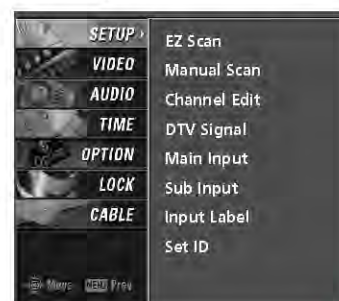 SETUP
VIDEO
AUDIO
TIME
OPTION
LOCK
CABLE
Move MENU Prev
EZ Scan
Manual Scan
Channel Edit
DTV Signal
Main Input
Sub Input
Input Label
Set ID